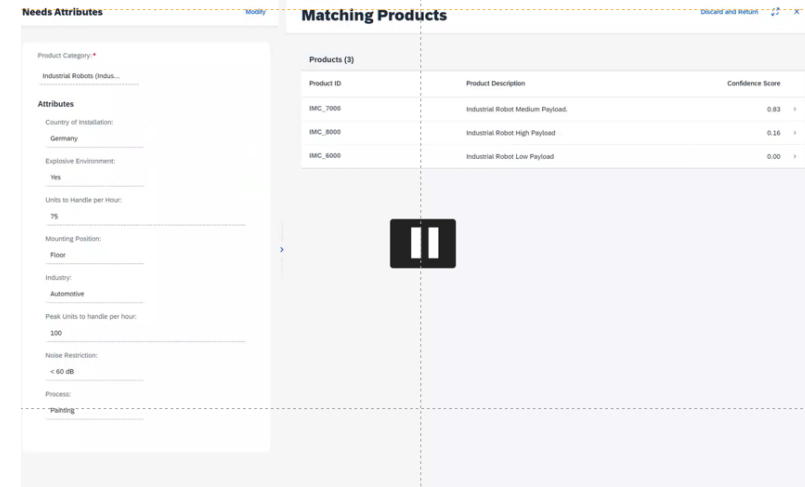 Needs Attributes
Modify
Product Category:*
Industrial Robots (Indus...
Attributes
Country of Installation:
Germany
Explosive Environment:
Yes
Units to Handle per Hour:
75
Mounting Position:
Floor
Industry:
Automotive
Peak Units to handle per hour:
100
Noise Restriction:
< 60 dB
Process:
Painting
Matching Products
Discard and Return
Products (3)
Product ID Product Description Confidence Score
IMC_7000 Industrial Robot Medium Payload. 0.83
IMC_8000 Industrial Robot High Payload 0.16
IMC_6000 Industrial Robot Low Payload 0.00